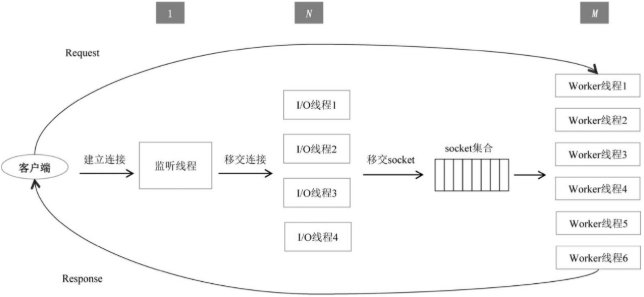 1
N
M
Request
Worker线程1
I/O线程1
Worker线程2
客户端
建立连接
监听线程
移交连接
I/O线程2
移交socket
socket集合
Worker线程3
I/O线程3
Worker线程4
I/O线程4
Worker线程5
Response
Worker线程6